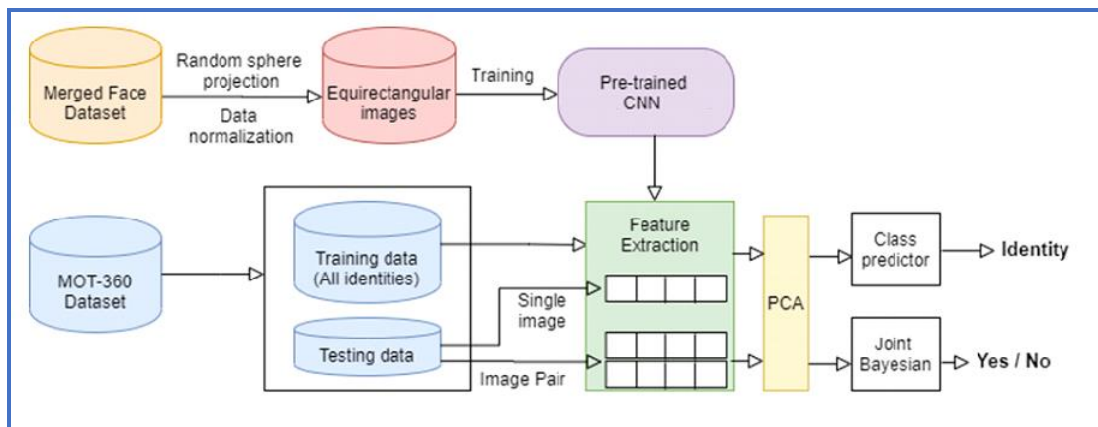 Merged Face
Dataset
Random sphere
projection
Data
normalization
Equirectangular
images
Training
Pre-trained
CNN
MOT-360
Dataset
Training data
(All identities)
Testing data
Single
image
Image Pair
Feature
Extraction
PCA
Class
predictor
Identity
Joint
Bayesian
Yes / No